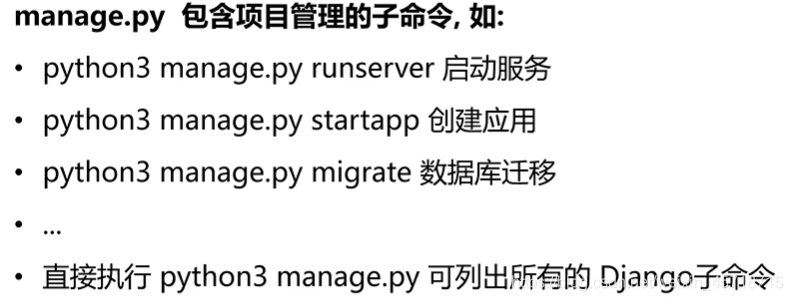 manage.py 包含项目管理的子命令, 如:
• python3 manage.py runserver 启动服务
• python3 manage.py startapp 创建应用
• python3 manage.py migrate 数据库迁移
• ...
• 直接执行 python3 manage.py 可列出所有的 Django子命令